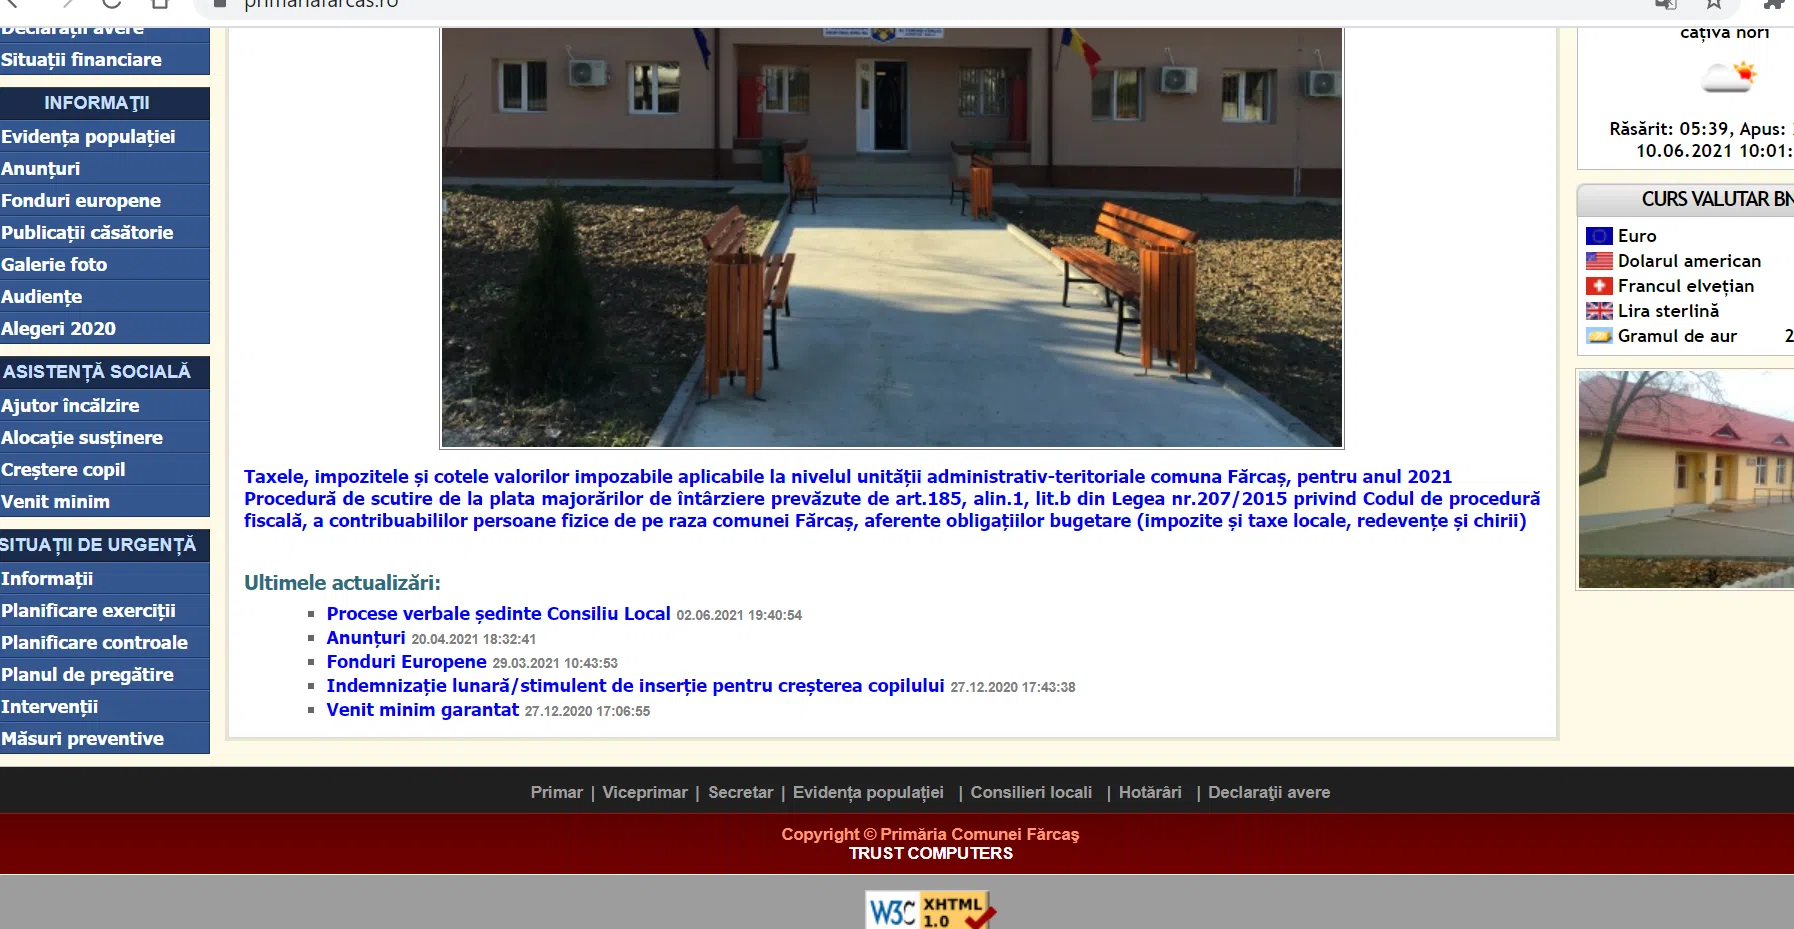 primariafarcas.ro
Declarații avere
Situații financiare
INFORMAŢII
Evidența populației
Anunțuri
Fonduri europene
Publicații căsătorie
Galerie foto
Audiențe
Alegeri 2020
ASISTENȚĂ SOCIALĂ
Ajutor încălzire
Alocație susținere
Creștere copil
Venit minim
SITUAȚII DE URGENȚĂ
Informații
Planificare exerciții
Planificare controale
Planul de pregătire
Intervenții
Măsuri preventive
Taxele, impozitele și cotele valorilor impozabile aplicabile la nivelul unității administrativ-teritoriale comuna Fărcaș, pentru anul 2021
Procedură de scutire de la plata majorărilor de întârziere prevăzute de art.185, alin.1, lit.b din Legea nr.207/2015 privind Codul de procedură
fiscală, a contribuabililor persoane fizice de pe raza comunei Fărcaș, aferente obligațiilor bugetare (impozite și taxe locale, redevențe și chirii)
Ultimele actualizări:
Procese verbale ședinte Consiliu Local 02.06.2021 19:40:54
Anunțuri 20.04.2021 18:32:41
Fonduri Europene 29.03.2021 10:43:53
Indemnizație lunară/stimulent de inserție pentru creșterea copilului 27.12.2020 17:43:38
Venit minim garantat 27.12.2020 17:06:55
câțiva nori
Răsărit: 05:39, Apus:
10.06.2021 10:01:
CURS VALUTAR BN
Euro
Dolarul american
Francul elvețian
Lira sterlină
Gramul de aur 2
Primar | Viceprimar | Secretar | Evidența populației | Consilieri locali | Hotărâri | Declaraţii avere
Copyright © Primăria Comunei Fărcaş
TRUST COMPUTERS
W3C XHTML
1.0